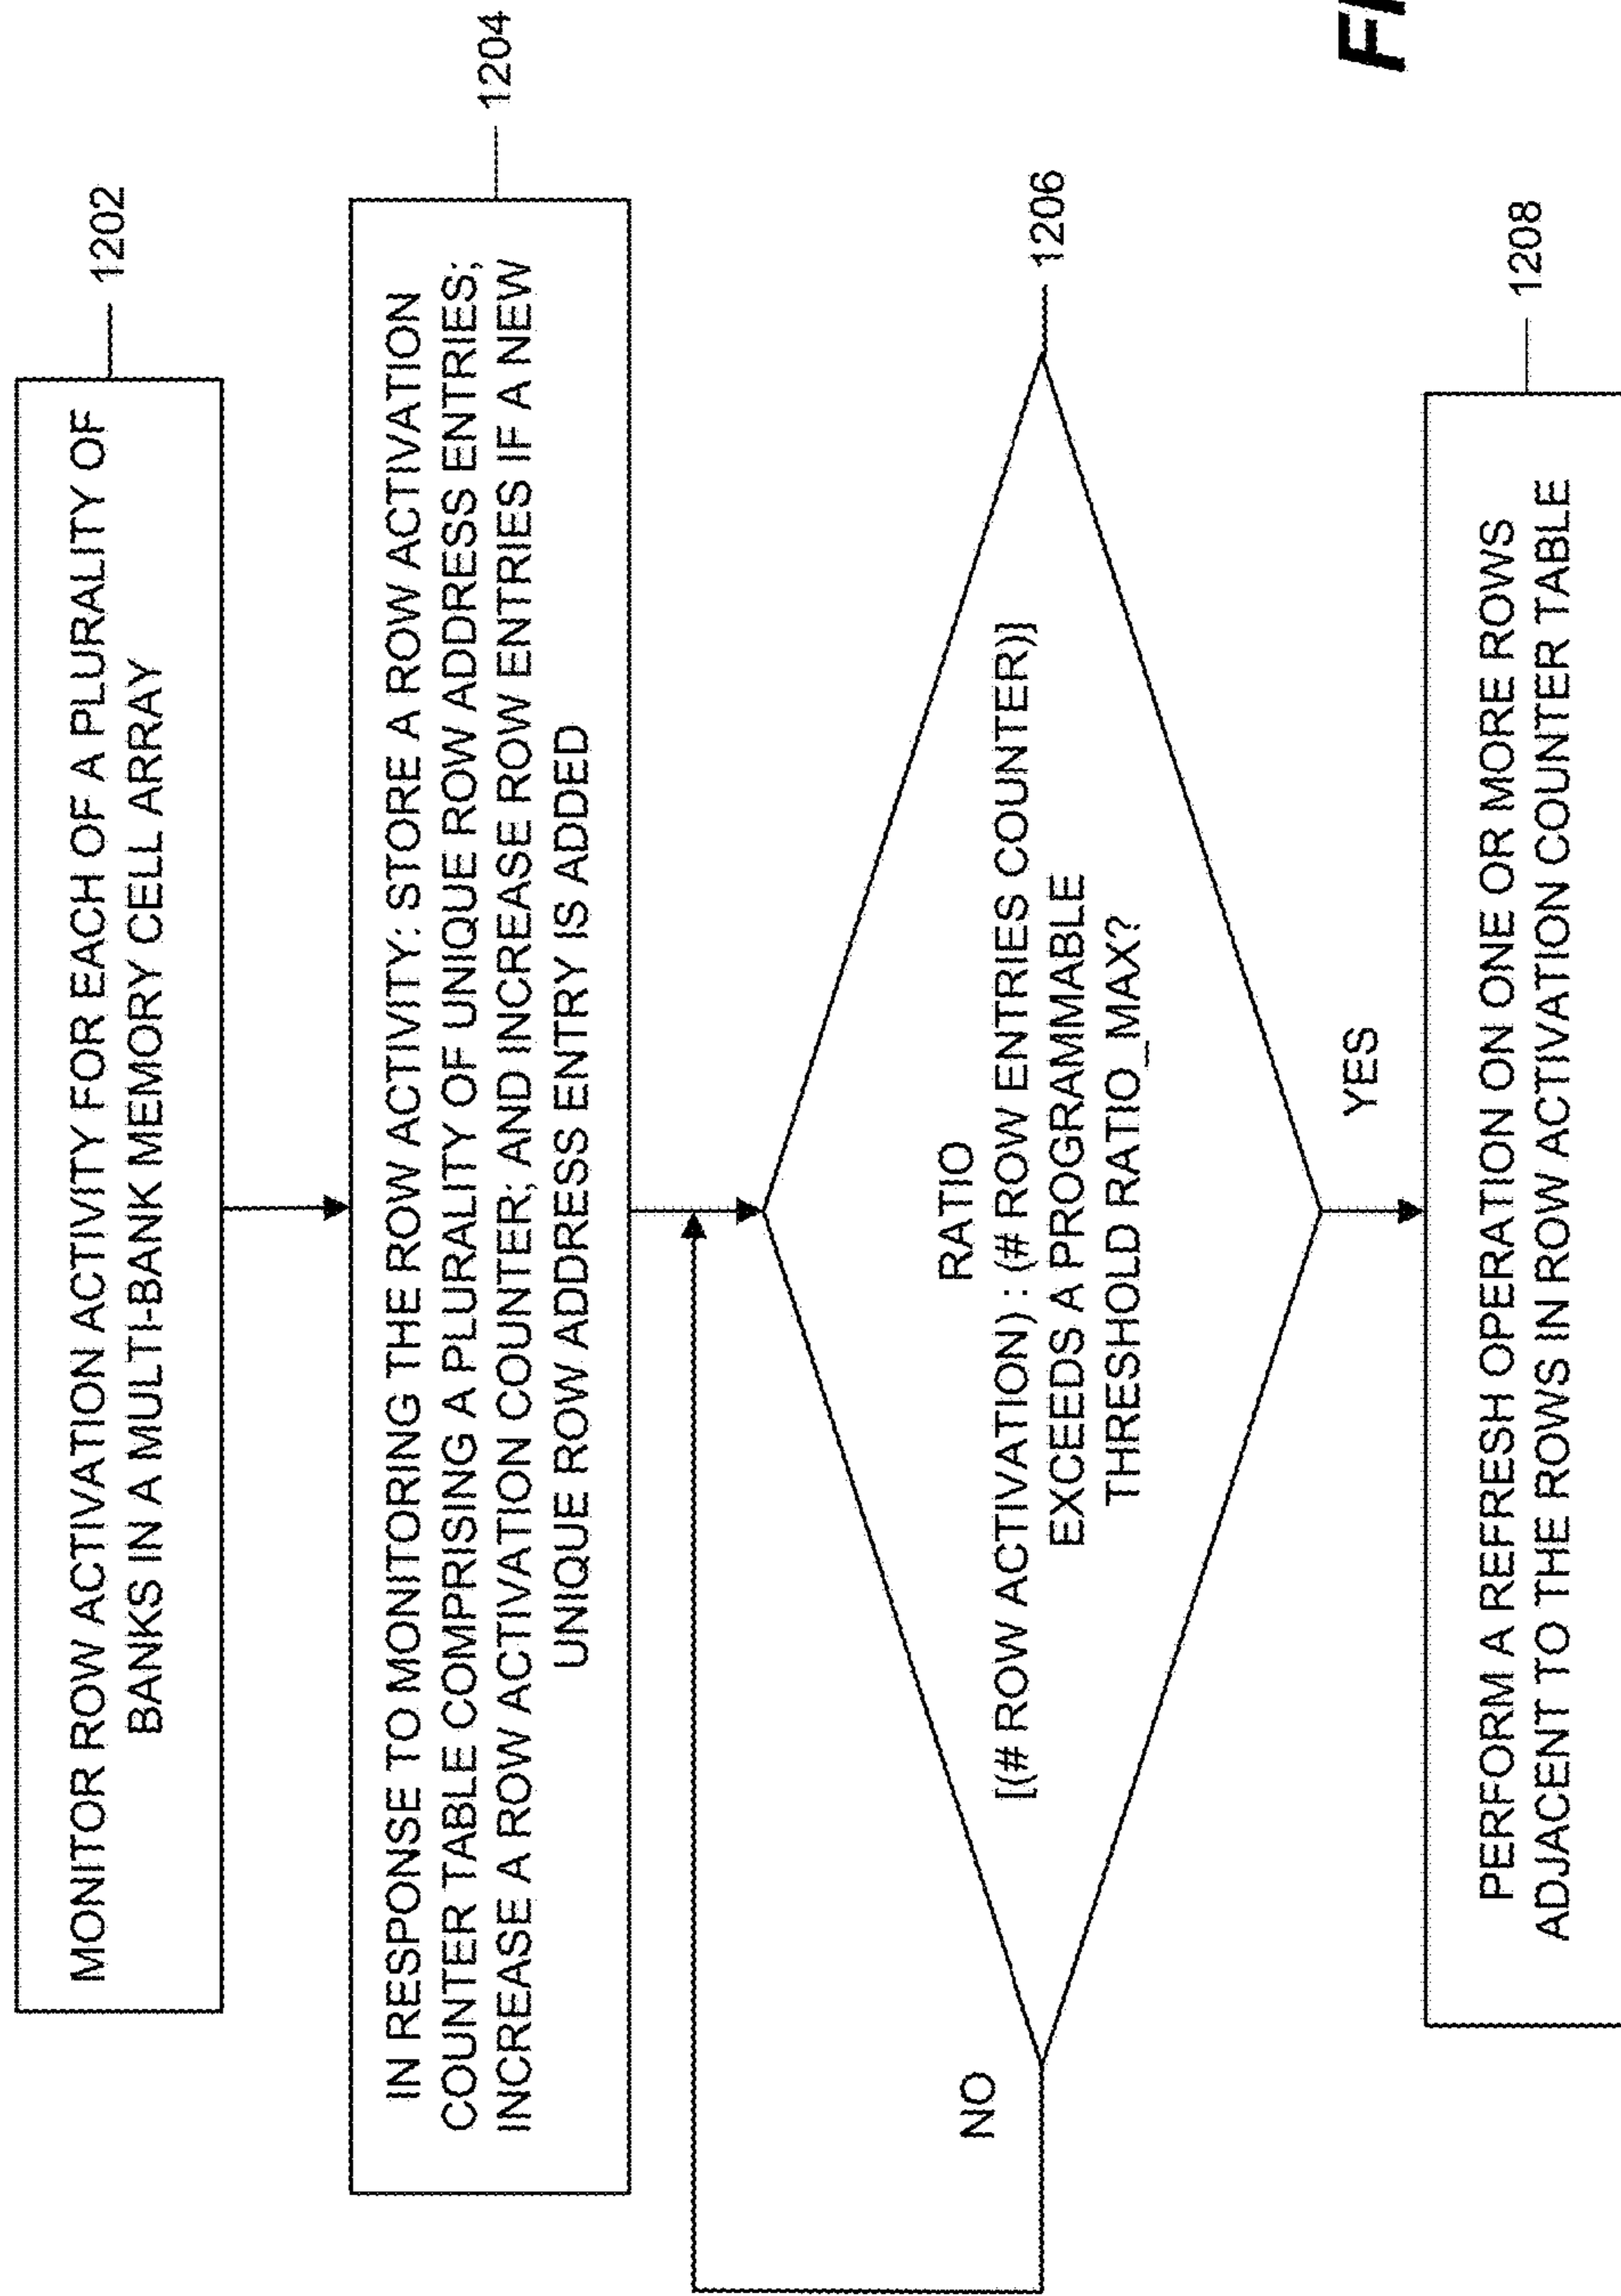 MONITOR ROW ACTIVATION ACTIVITY FOR EACH OF A PLURALITY OF
BANKS IN A MULTI-BANK MEMORY CELL ARRAY
1202
IN RESPONSE TO MONITORING THE ROW ACTIVITY: STORE A ROW ACTIVATION
COUNTER TABLE COMPRISING A PLURALITY OF UNIQUE ROW ADDRESS ENTRIES;
INCREASE A ROW ACTIVATION COUNTER; AND INCREASE ROW ENTRIES IF A NEW
UNIQUE ROW ADDRESS ENTRY IS ADDED
1204
RATIO
[(# ROW ACTIVATION) : (# ROW ENTRIES COUNTER)]
EXCEEDS A PROGRAMMABLE
THRESHOLD RATIO_MAX?
1206
NO
YES
PERFORM A REFRESH OPERATION ON ONE OR MORE ROWS
ADJACENT TO THE ROWS IN ROW ACTIVATION COUNTER TABLE
1208